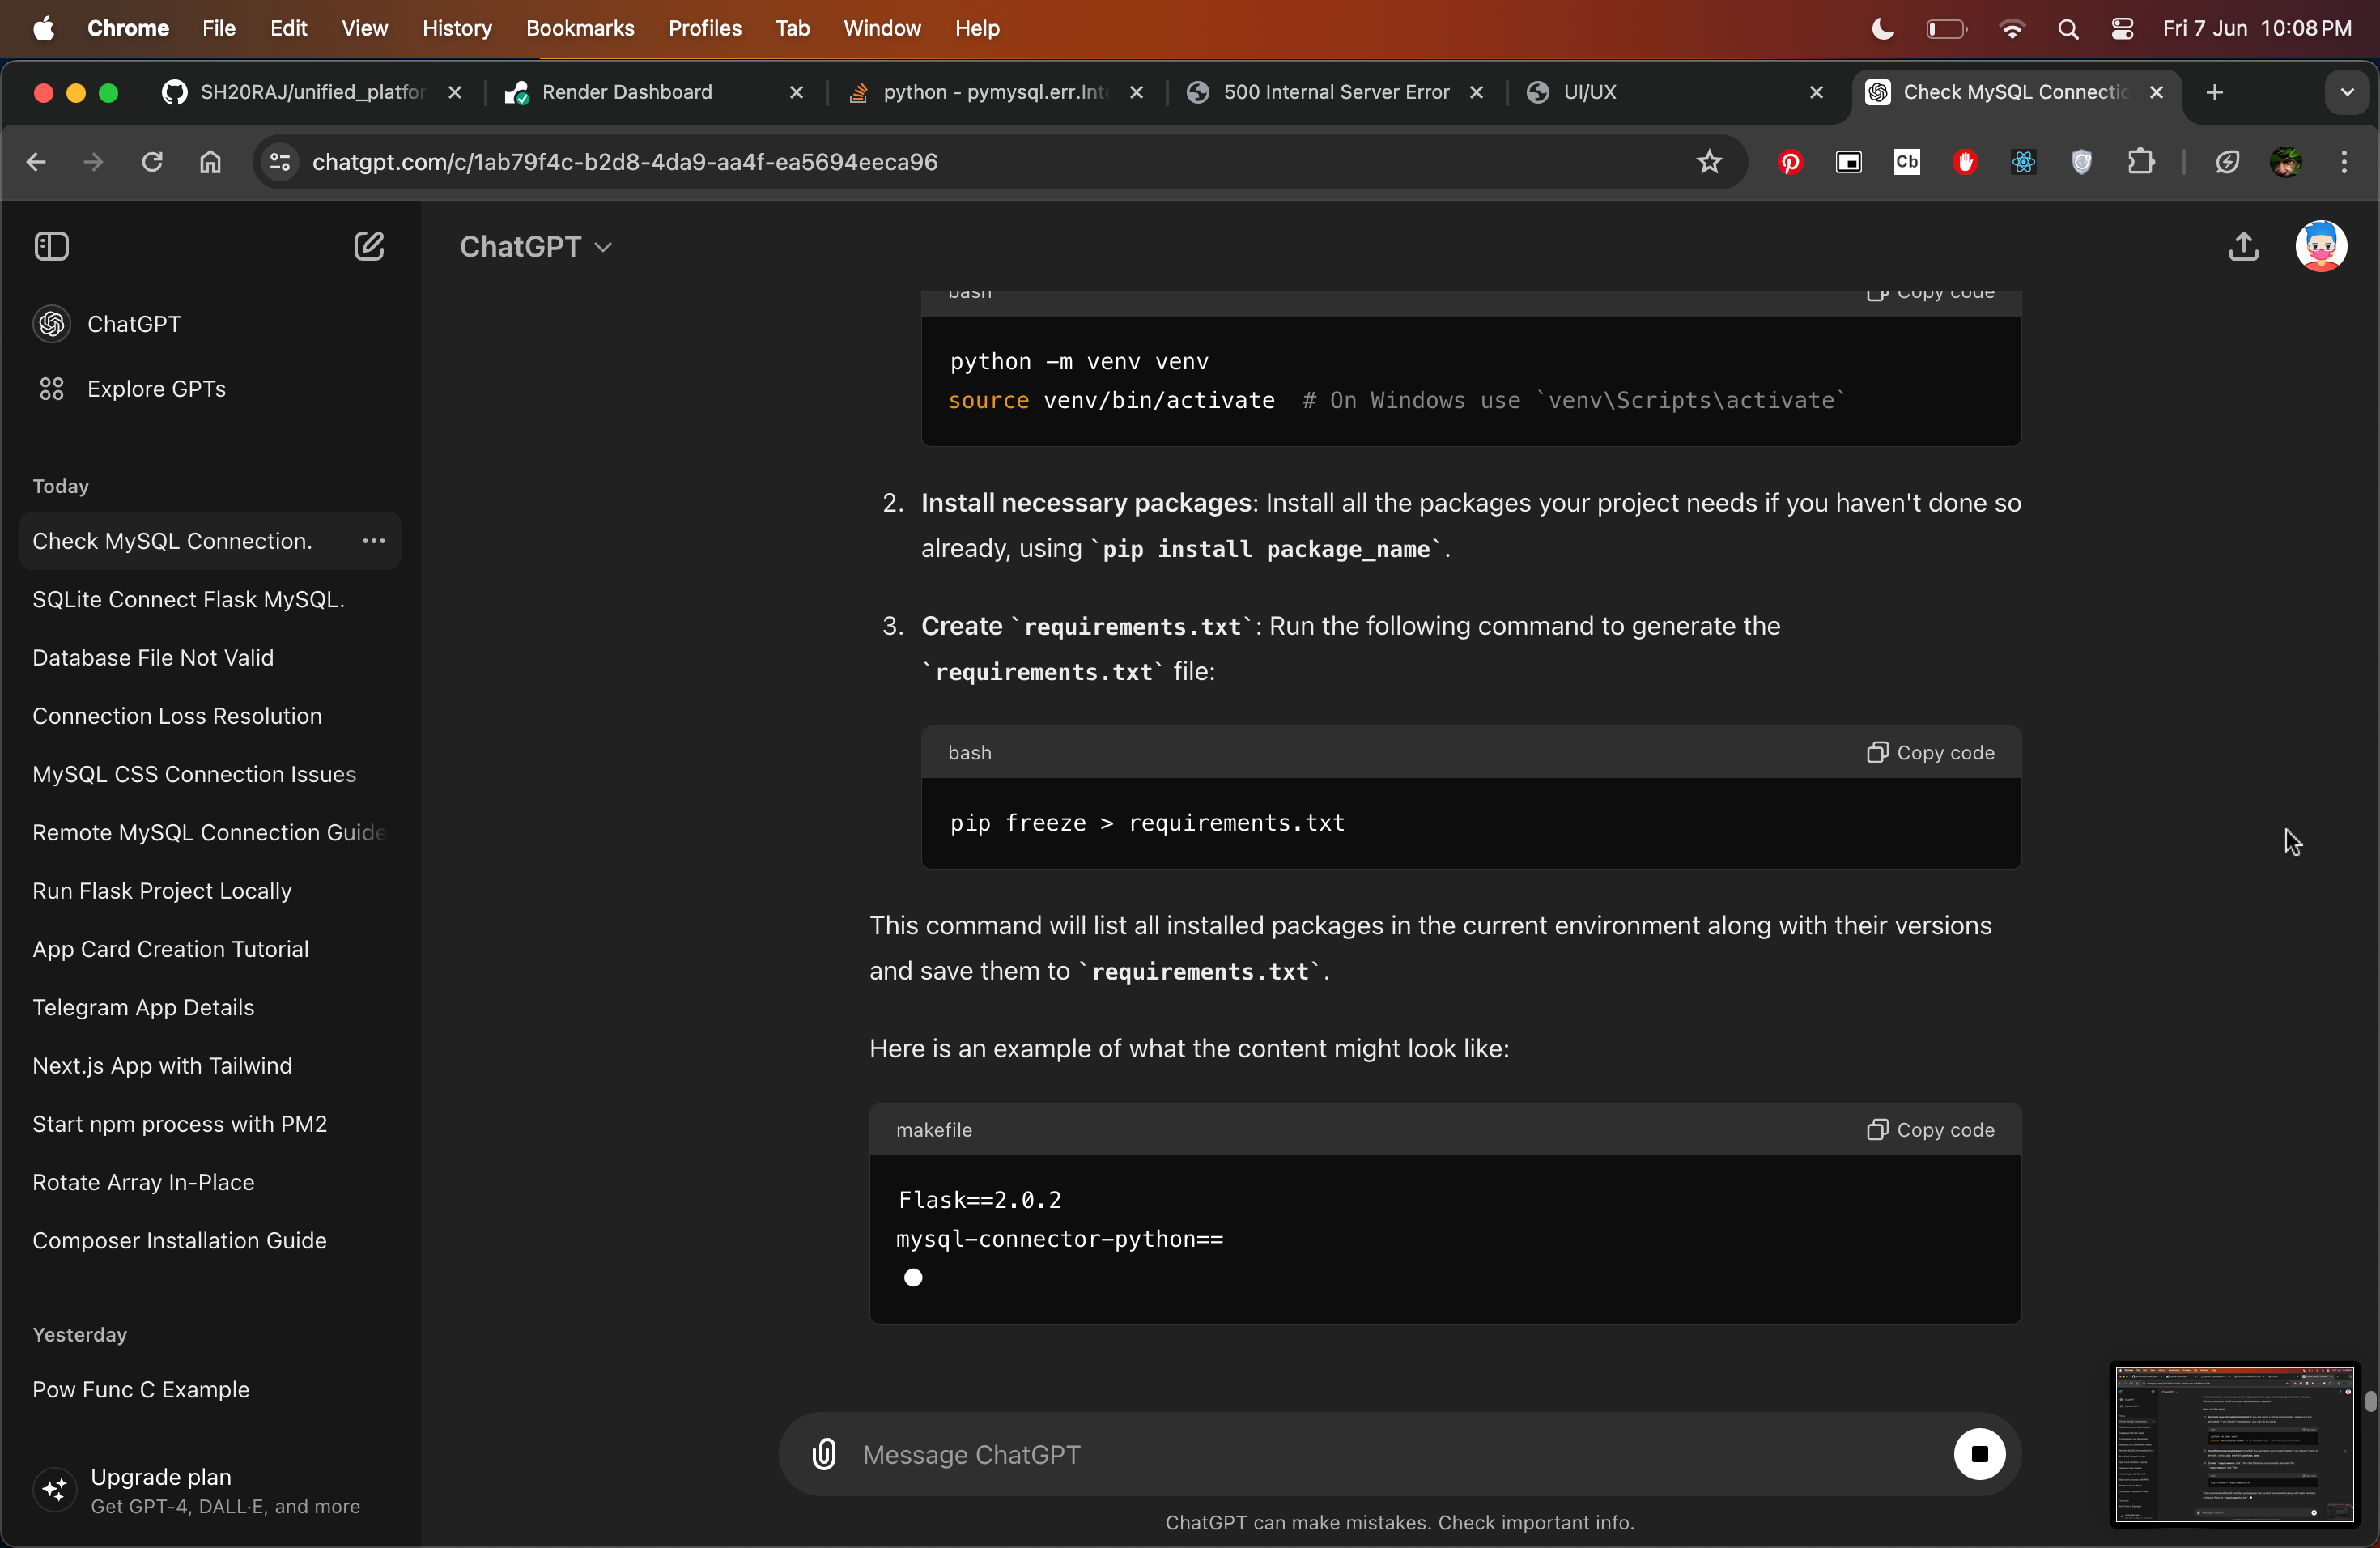 Chrome File Edit View History Bookmarks Profiles Tab Window Help Fri 7 Jun 10:08 PM
SH20RAJ/unified_platfor Render Dashboard python - pymysql.err.Inte 500 Internal Server Error UI/UX Check MySQL Connectio
chatgpt.com/c/1ab79f4c-b2d8-4da9-aa4f-ea5694eeca96
Cb
ChatGPT
ChatGPT
Explore GPTs
Today
Check MySQL Connection.
SQLite Connect Flask MySQL.
Database File Not Valid
Connection Loss Resolution
MySQL CSS Connection Issues
Remote MySQL Connection Guide
Run Flask Project Locally
App Card Creation Tutorial
Telegram App Details
Next.js App with Tailwind
Start npm process with PM2
Rotate Array In-Place
Composer Installation Guide
Yesterday
Pow Func C Example
Upgrade plan
Get GPT-4, DALL·E, and more
bash Copy code
python -m venv venv
source venv/bin/activate # On Windows use `venv\Scripts\activate`
2. Install necessary packages: Install all the packages your project needs if you haven't done so
already, using `pip install package_name`.
3. Create `requirements.txt`: Run the following command to generate the
`requirements.txt` file:
bash Copy code
pip freeze > requirements.txt
This command will list all installed packages in the current environment along with their versions
and save them to `requirements.txt`.
Here is an example of what the content might look like:
makefile Copy code
Flask==2.0.2
mysql-connector-python==
Message ChatGPT
ChatGPT can make mistakes. Check important info.